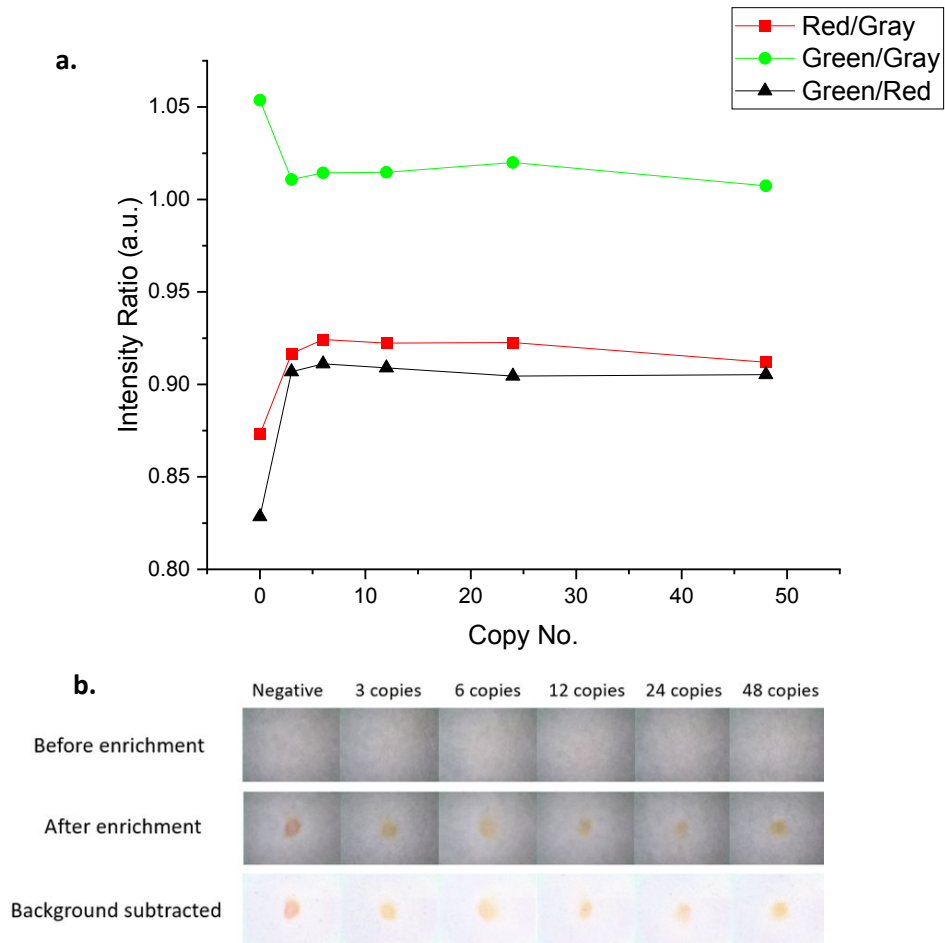 a.
Red/Gray
Green/Gray
Green/Red
1.05
1.00
0.95
0.90
0.85
0.80
Intensity Ratio (a.u.)
0 10 20 30 40 50
Copy No.
b.
Negative 3 copies 6 copies 12 copies 24 copies 48 copies
Before enrichment
After enrichment
Background subtracted